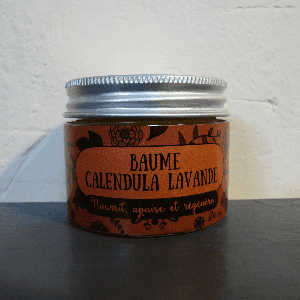 BAUME
CALENDULA LAVANDE
Nourrit, apaise et régénère